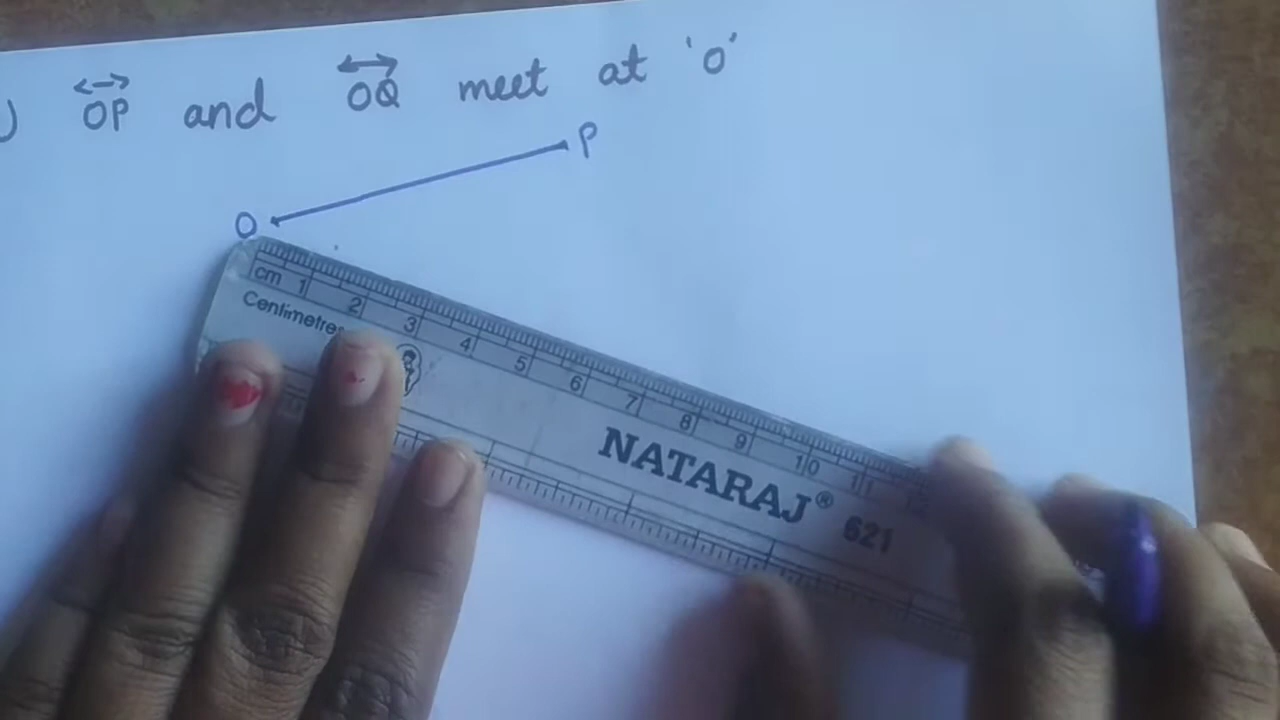 ) OP and OQ meet at 'O'
P
O
cm 1 2 3 4 5 6 7 8 9 10 11 12
Centimetres
NATARAJ® 621